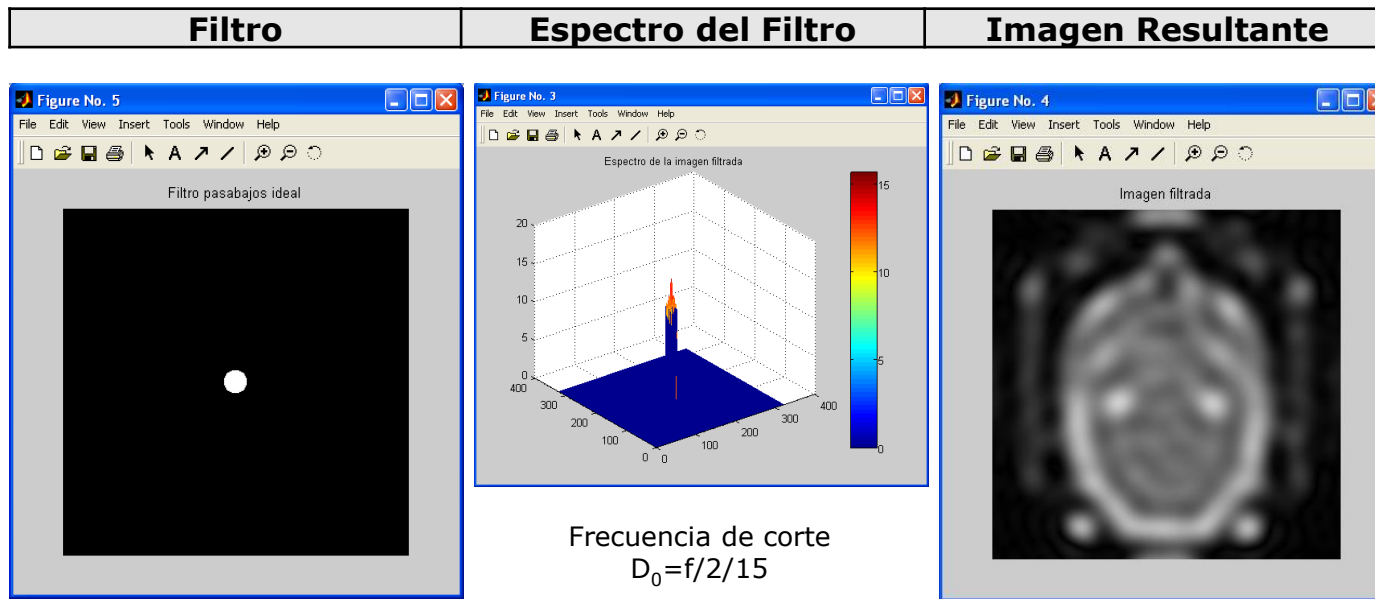 Filtro
Espectro del Filtro
Imagen Resultante
Figure No. 5
File Edit View Insert Tools Window Help
Filtro pasabajos ideal
Figure No. 3
File Edit View Insert Tools Window Help
Espectro de la imagen filtrada
20
15
10
5
0
400
300
200
100
0
0
100
200
300
400
15
10
5
0
Frecuencia de corte
D₀=f/2/15
Figure No. 4
File Edit View Insert Tools Window Help
Imagen filtrada